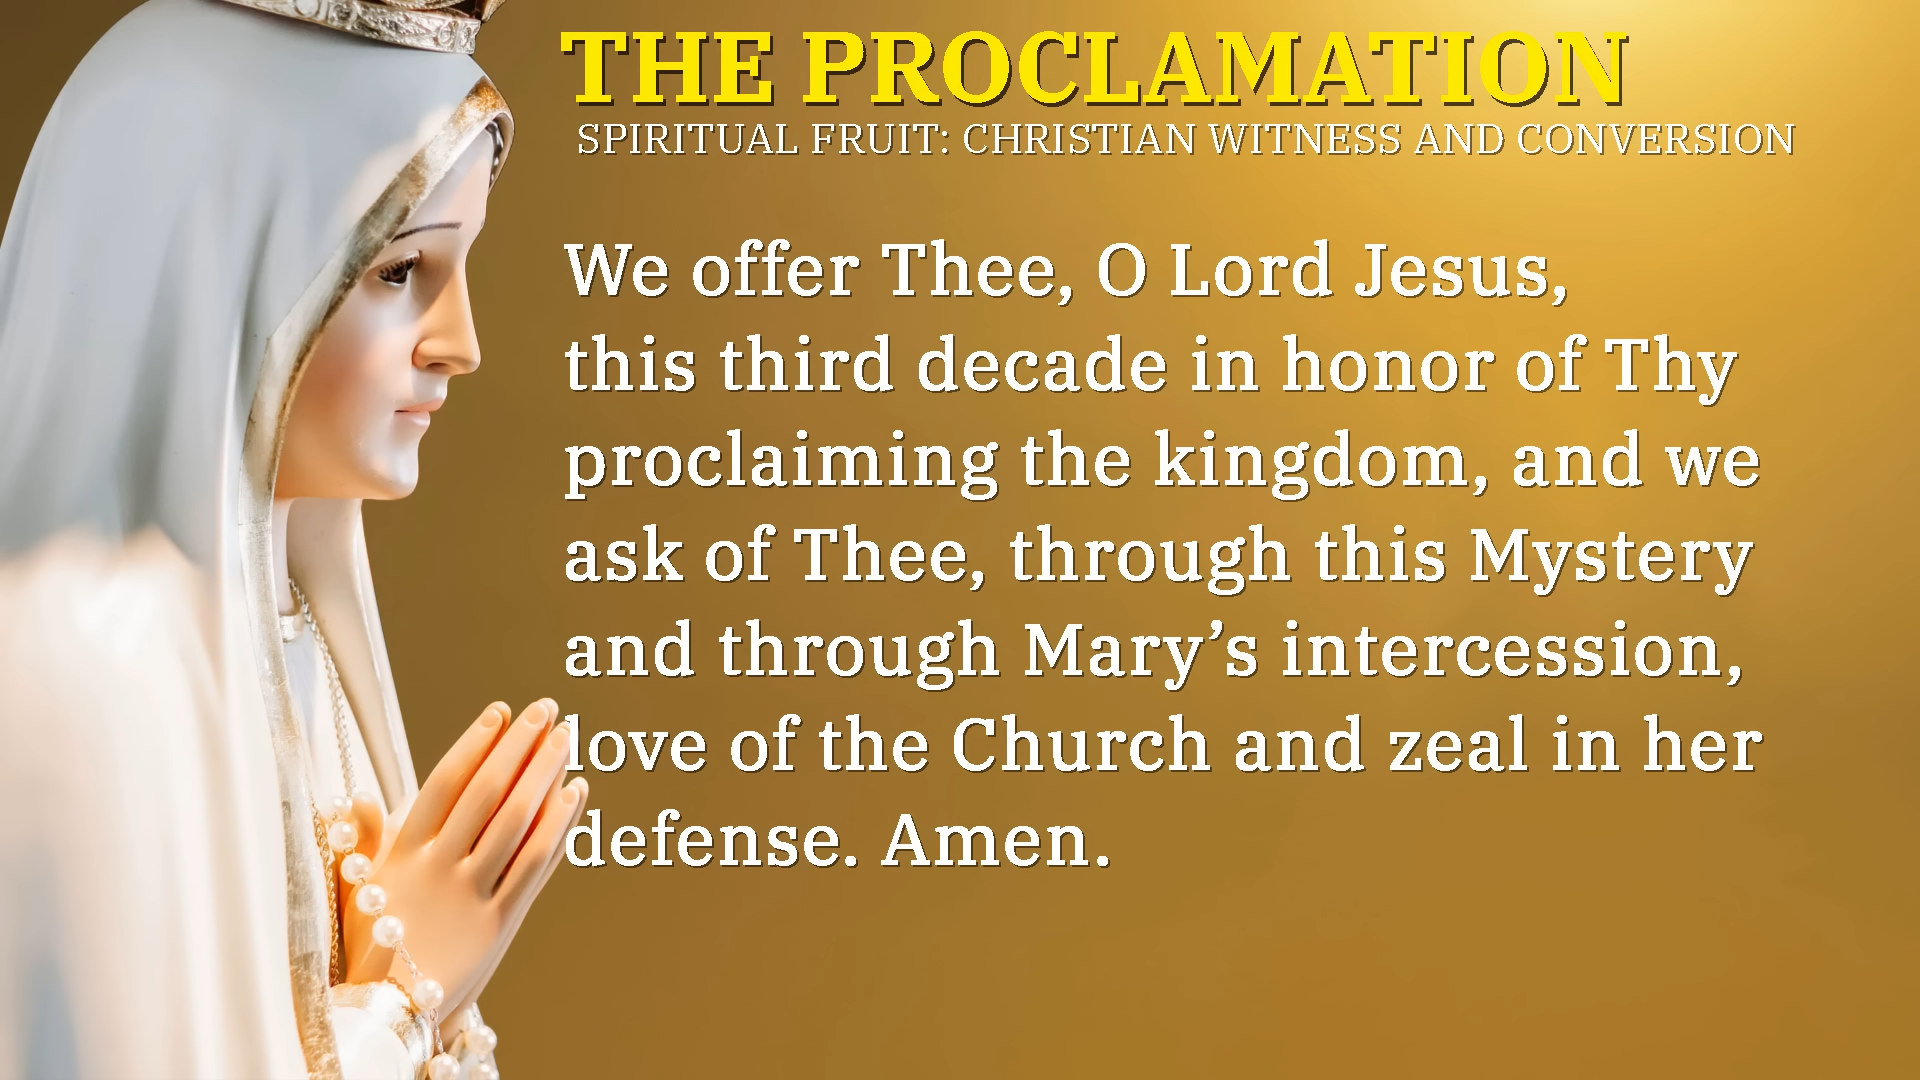 THE PROCLAMATION
SPIRITUAL FRUIT: CHRISTIAN WITNESS AND CONVERSION
We offer Thee, O Lord Jesus,
this third decade in honor of Thy
proclaiming the kingdom, and we
ask of Thee, through this Mystery
and through Mary’s intercession,
love of the Church and zeal in her
defense. Amen.